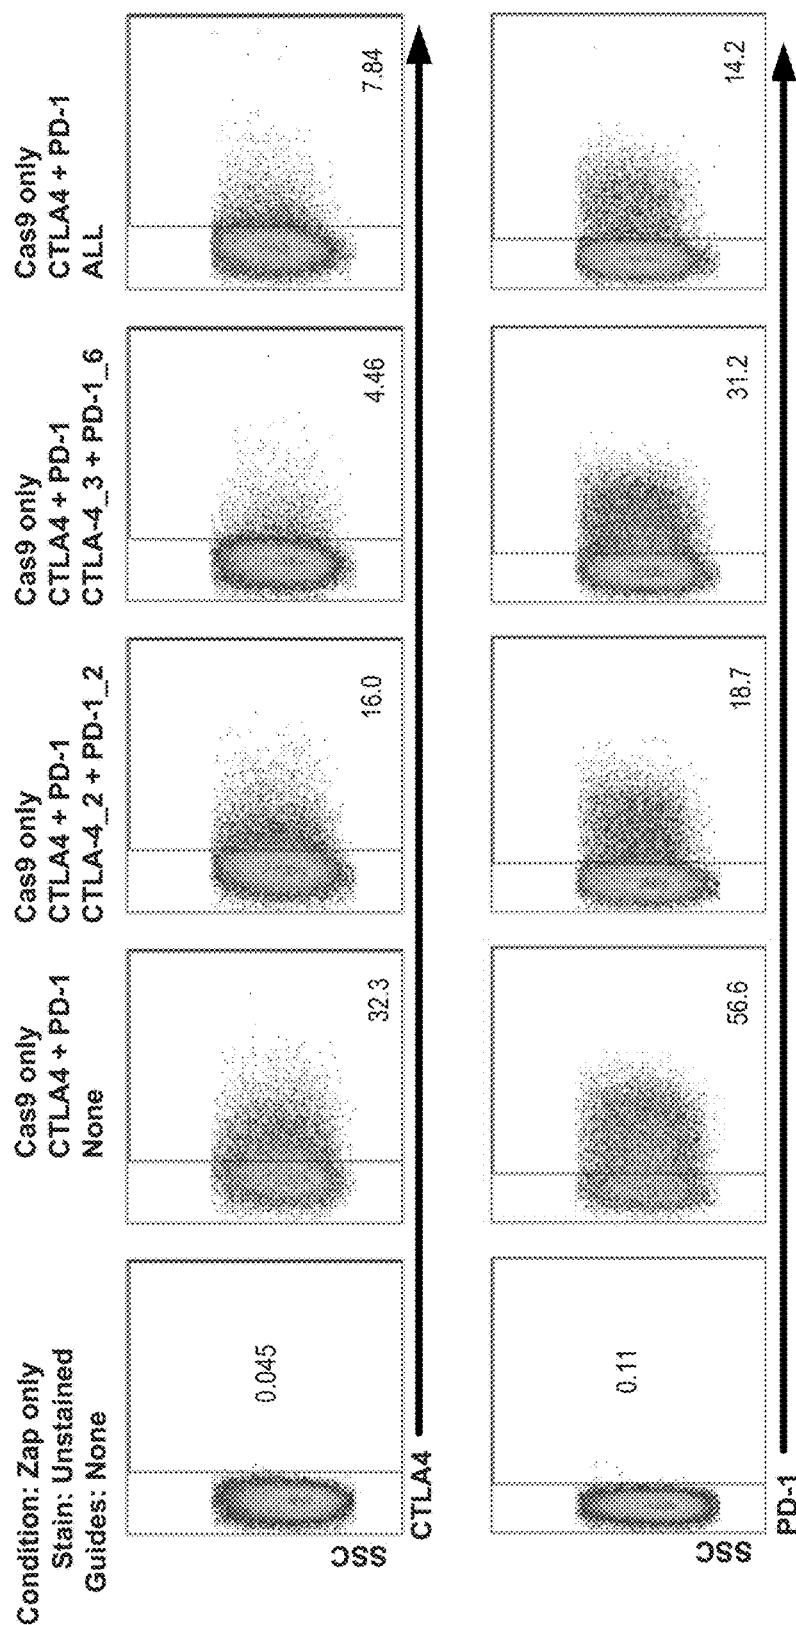 Condition: Zap only
Stain: Unstained
Guides: None
Cas9 only
CTLA4 + PD-1
None
Cas9 only
CTLA4 + PD-1
CTLA-4_2 + PD-1_2
Cas9 only
CTLA4 + PD-1
CTLA-4_3 + PD-1_6
Cas9 only
CTLA4 + PD-1
ALL
SSC
0.045
32.3
16.0
4.46
7.84
CTLA4
SSC
0.11
56.6
18.7
31.2
14.2
PD-1